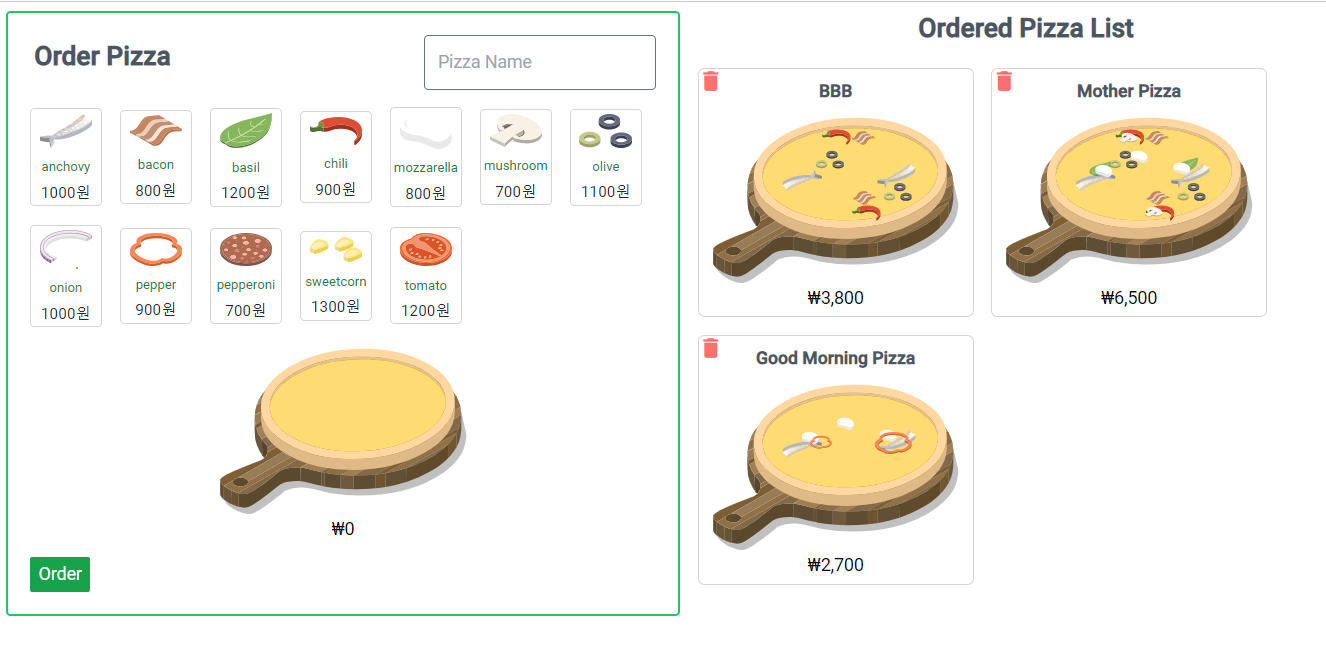 Order Pizza
Pizza Name
anchovy
1000원
bacon
800원
basil
1200원
chili
900원
mozzarella
800원
mushroom
700원
olive
1100원
onion
1000원
pepper
900원
pepperoni
700원
sweetcorn
1300원
tomato
1200원
₩0
Order
Ordered Pizza List
BBB
₩3,800
Mother Pizza
₩6,500
Good Morning Pizza
₩2,700